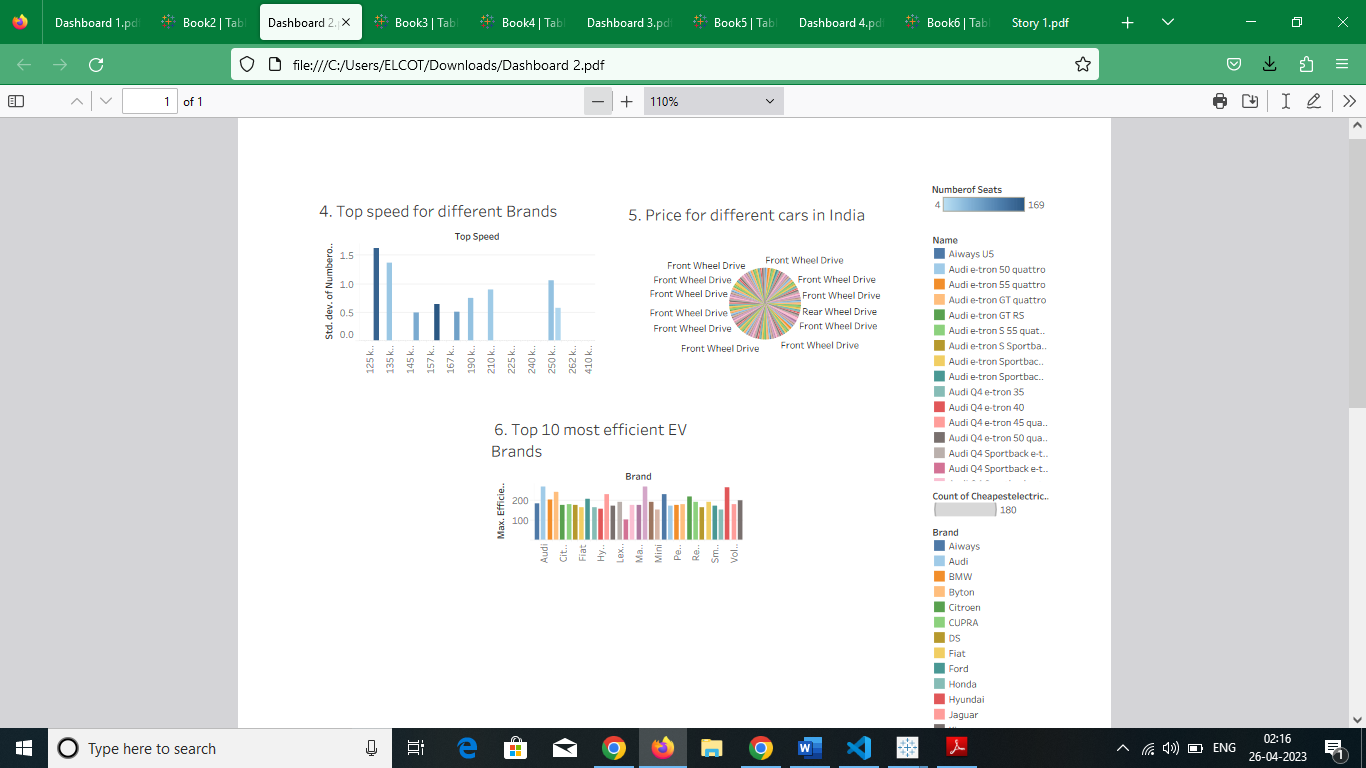 Dashboard 1.pdf
Book2 | Tabl
Dashboard 2.
Book3 | Tabl
Book4 | Tabl
Dashboard 3.pdf
Book5 | Tabl
Dashboard 4.pdf
Book6 | Tabl
Story 1.pdf
file:///C:/Users/ELCOT/Downloads/Dashboard 2.pdf
1 of 1
110%
4. Top speed for different Brands
Top Speed
Std. dev. of Numbero..
1.5
1.0
0.5
0.0
125 k..
135 k..
145 k..
157 k..
167 k..
190 k..
210 k..
225 k..
240 k..
250 k..
262 k..
410 k..
5. Price for different cars in India
Front Wheel Drive
Front Wheel Drive
Front Wheel Drive
Front Wheel Drive
Front Wheel Drive
Front Wheel Drive
Front Wheel Drive
Rear Wheel Drive
Front Wheel Drive
Front Wheel Drive
Front Wheel Drive
Front Wheel Drive
Front Wheel Drive
6. Top 10 most efficient EV
Brands
Brand
Max. Efficie..
200
100
Audi
Cit..
Fiat
Hy..
Lex..
Ma..
Mini
Pe..
Re..
Sm..
Vol..
Numberof Seats
4 169
Name
Aiways U5
Audi e-tron 50 quattro
Audi e-tron 55 quattro
Audi e-tron GT quattro
Audi e-tron GT RS
Audi e-tron S 55 quat..
Audi e-tron S Sportba..
Audi e-tron Sportbac..
Audi e-tron Sportbac..
Audi Q4 e-tron 35
Audi Q4 e-tron 40
Audi Q4 e-tron 45 qua..
Audi Q4 e-tron 50 qua..
Audi Q4 Sportback e-t..
Audi Q4 Sportback e-t..
Count of Cheapestelectric..
180
Brand
Aiways
Audi
BMW
Byton
Citroen
CUPRA
DS
Fiat
Ford
Honda
Hyundai
Jaguar
Type here to search
ENG
02:16
26-04-2023
1